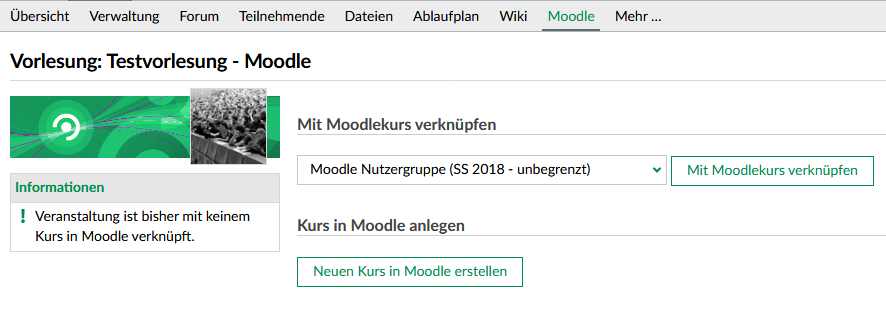 Übersicht Verwaltung Forum Teilnehmende Dateien Ablaufplan Wiki Moodle Mehr ...
Vorlesung: Testvorlesung - Moodle
Mit Moodlekurs verknüpfen
Moodle Nutzergruppe (SS 2018 - unbegrenzt)
Mit Moodlekurs verknüpfen
Informationen
! Veranstaltung ist bisher mit keinem
Kurs in Moodle verknüpft.
Kurs in Moodle anlegen
Neuen Kurs in Moodle erstellen